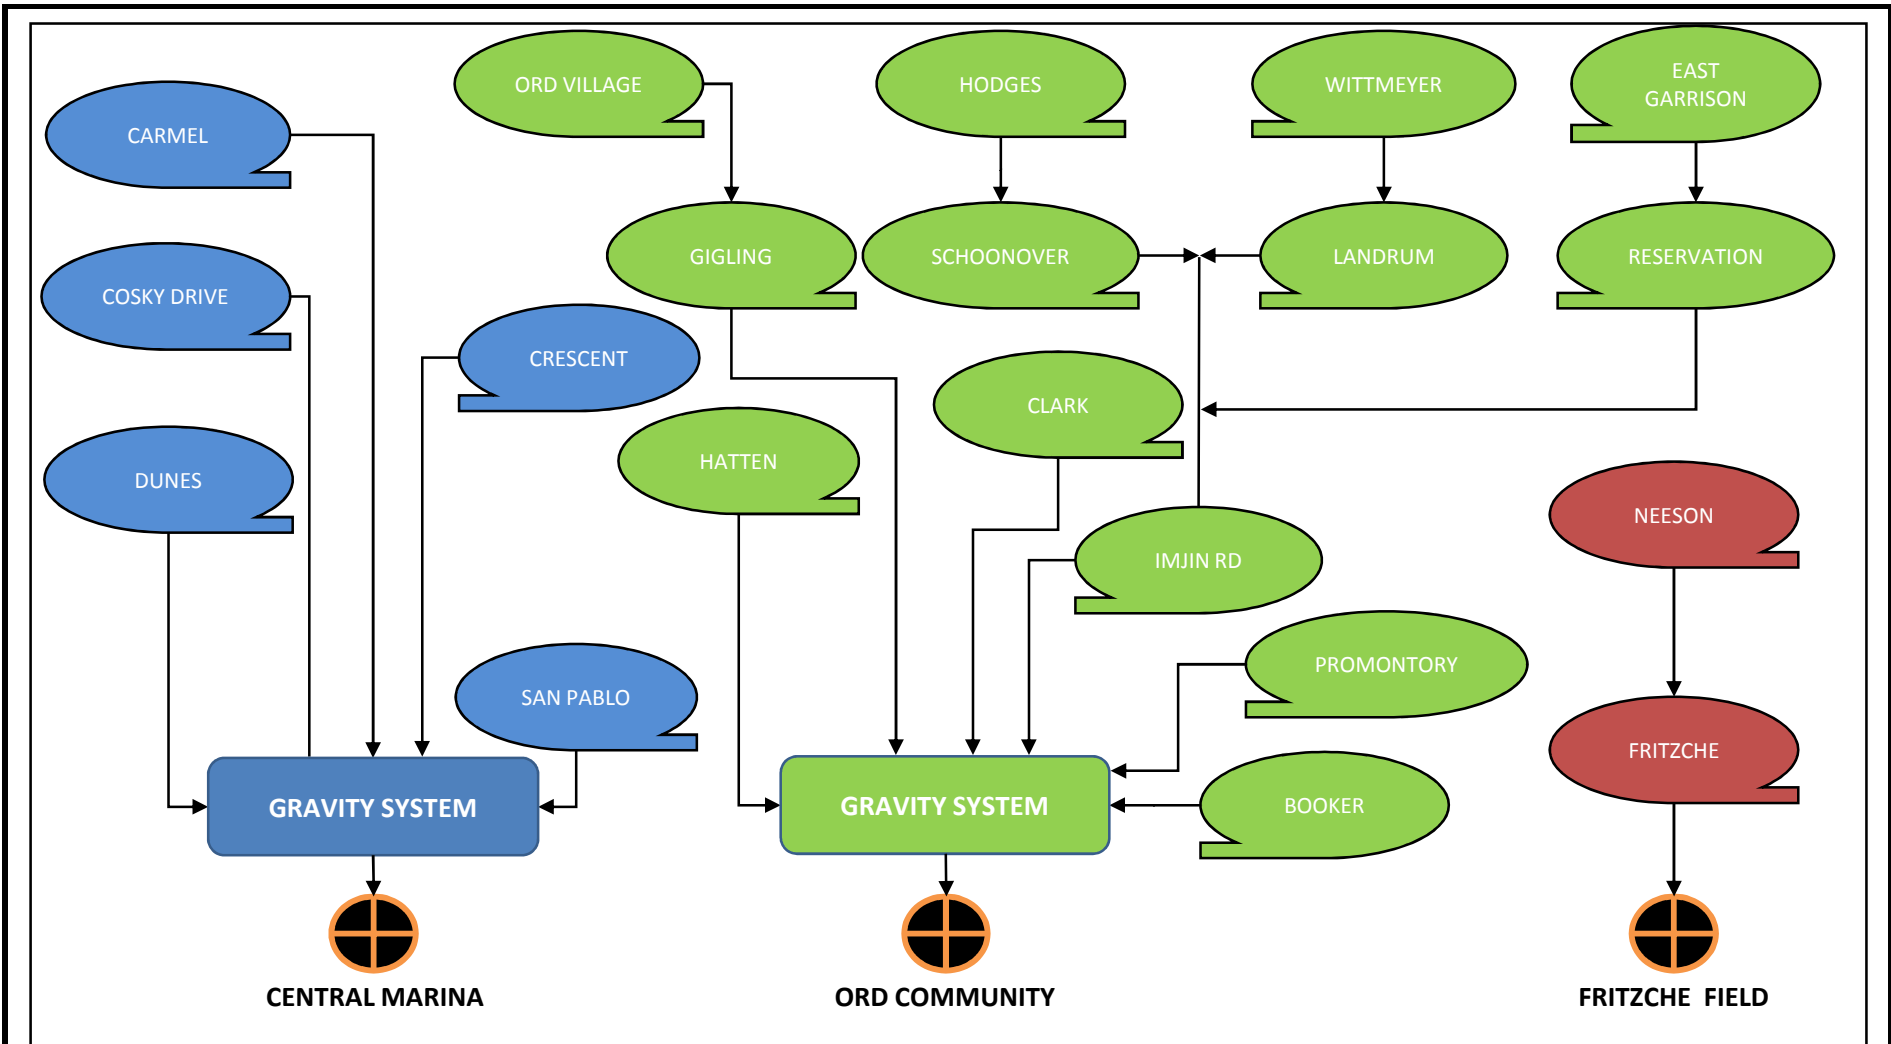 ORD VILLAGE
HODGES
WITTMEYER
EAST
GARRISON
CARMEL
GIGLING
SCHOONOVER
LANDRUM
RESERVATION
COSKY DRIVE
CRESCENT
CLARK
HATTEN
DUNES
NEESON
IMJIN RD
PROMONTORY
SAN PABLO
FRITZCHE
GRAVITY SYSTEM
GRAVITY SYSTEM
BOOKER
CENTRAL MARINA
ORD COMMUNITY
FRITZCHE FIELD